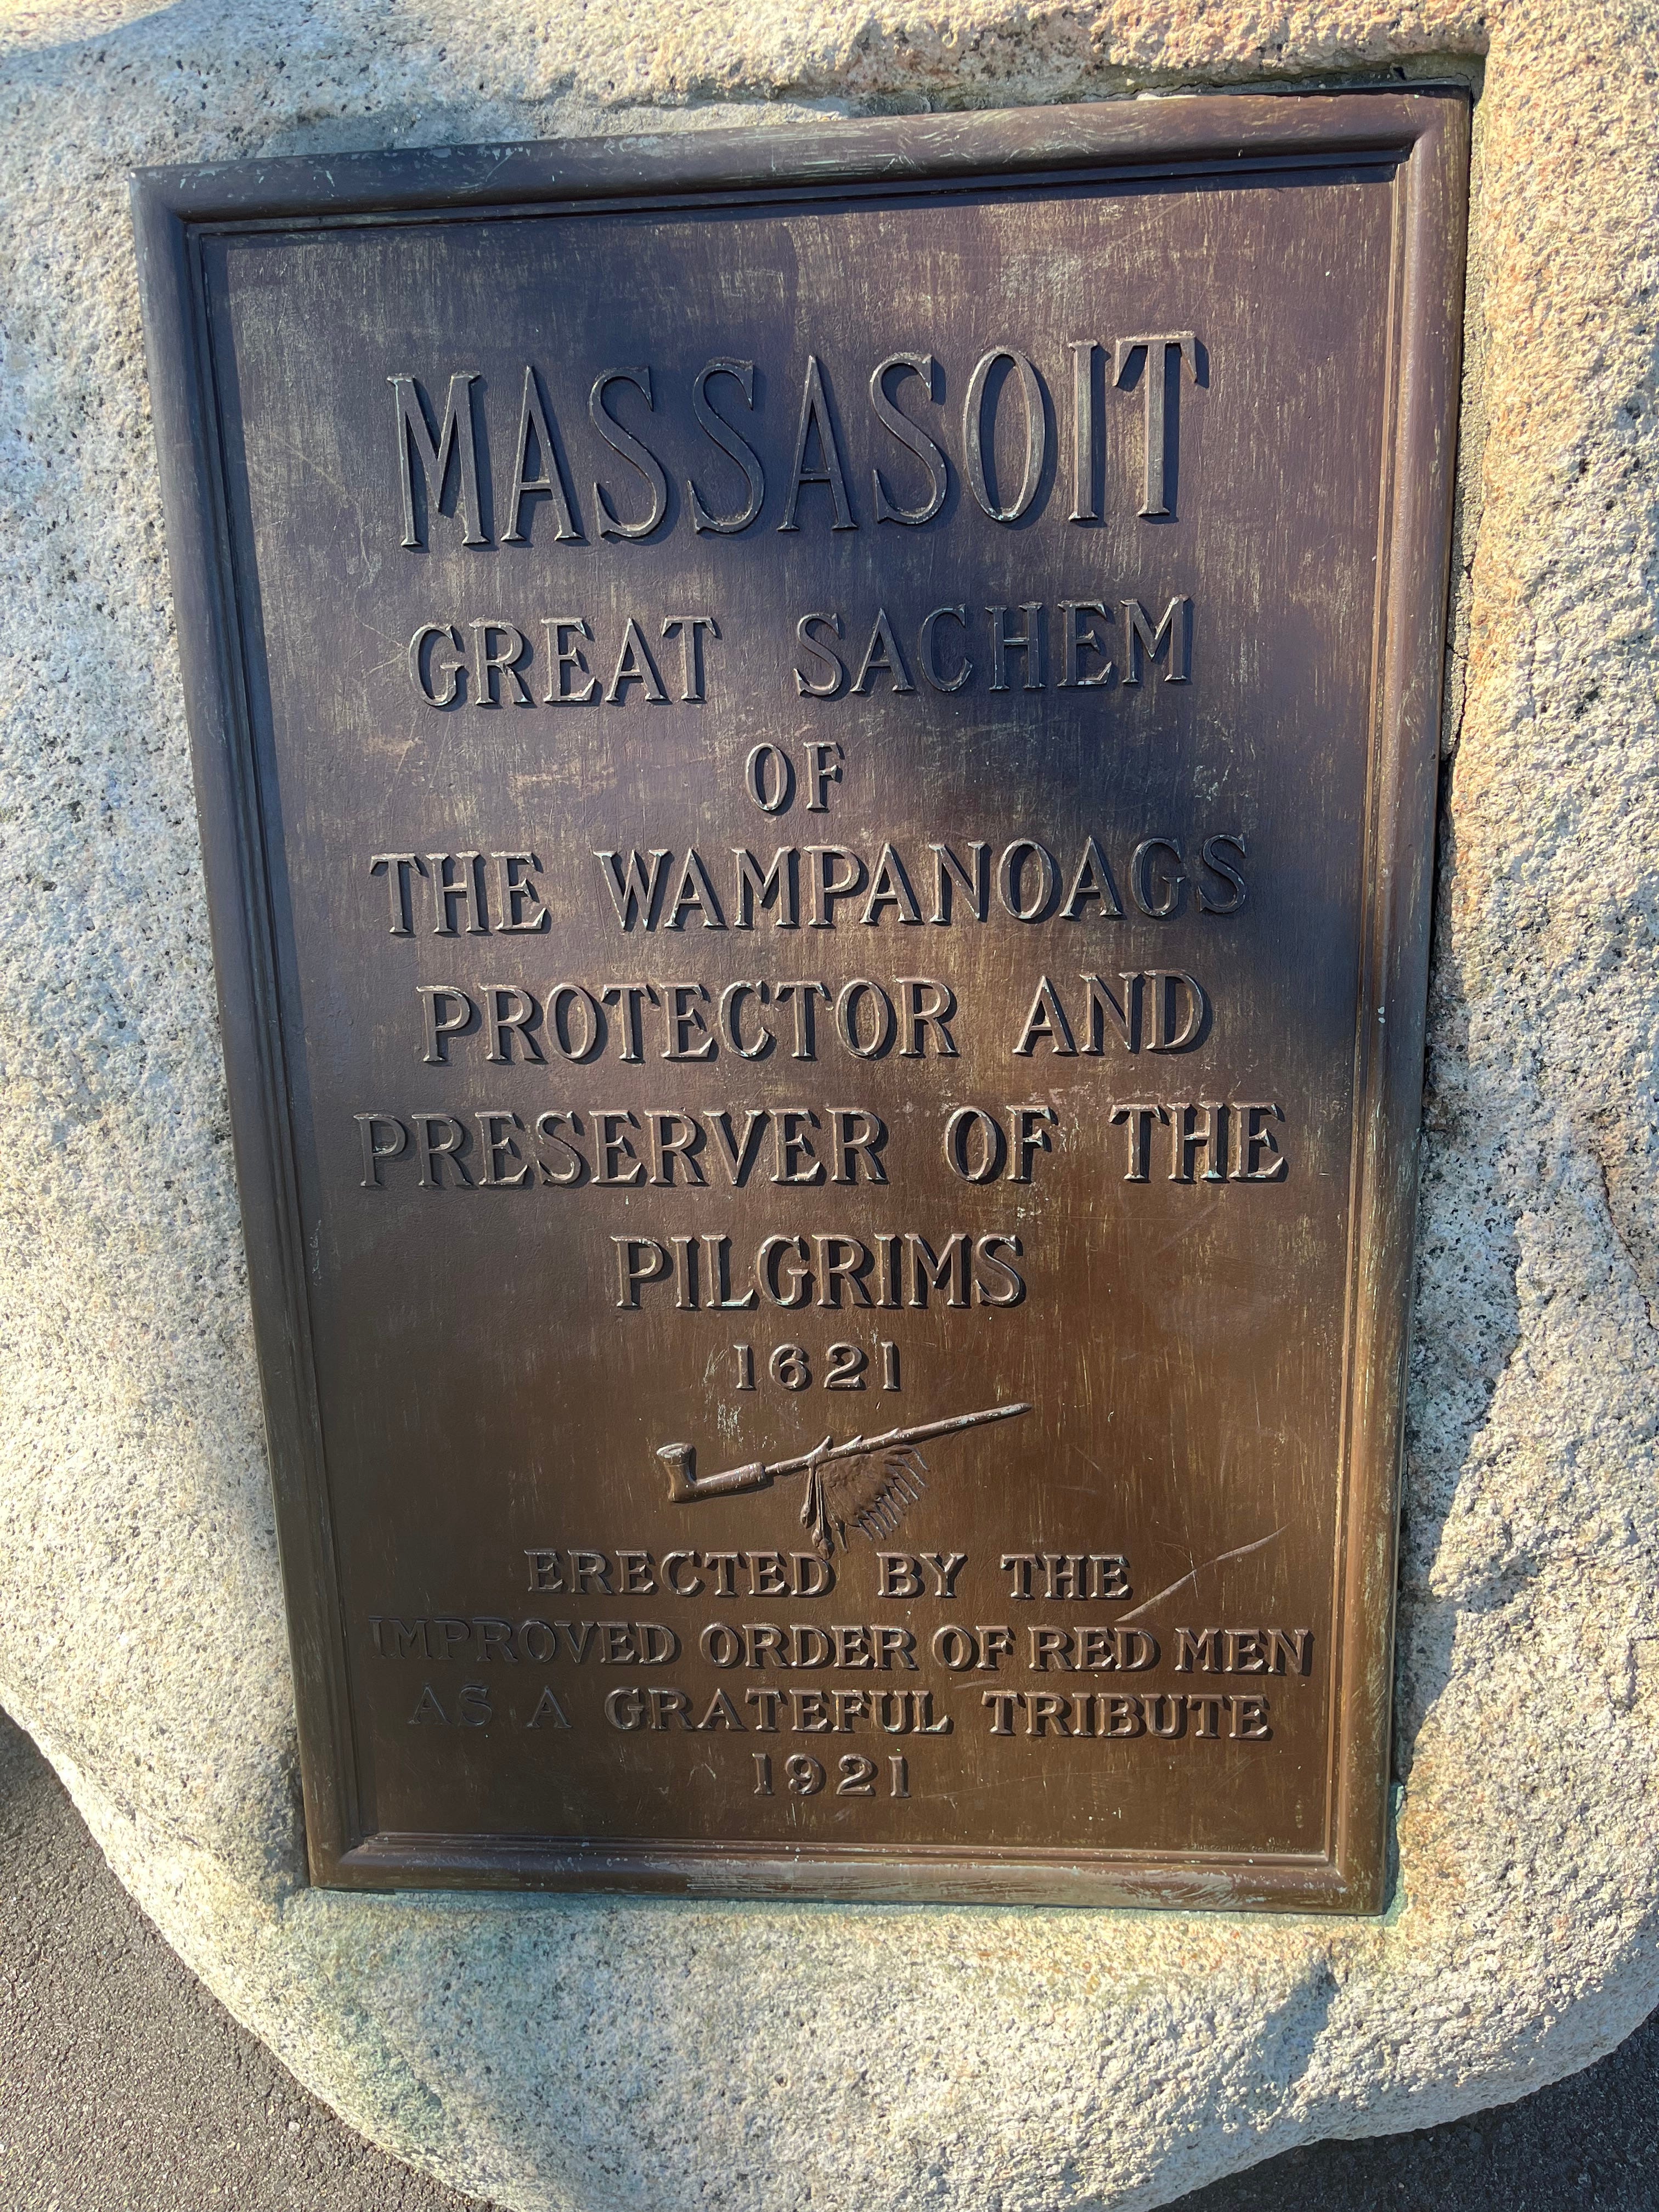 MASSASOIT
GREAT SACHEM
OF
THE WAMPANOAGS
PROTECTOR AND
PRESERVER OF THE
PILGRIMS
1621
ERECTED BY THE
IMPROVED ORDER OF RED MEN
AS A GRATEFUL TRIBUTE
1921